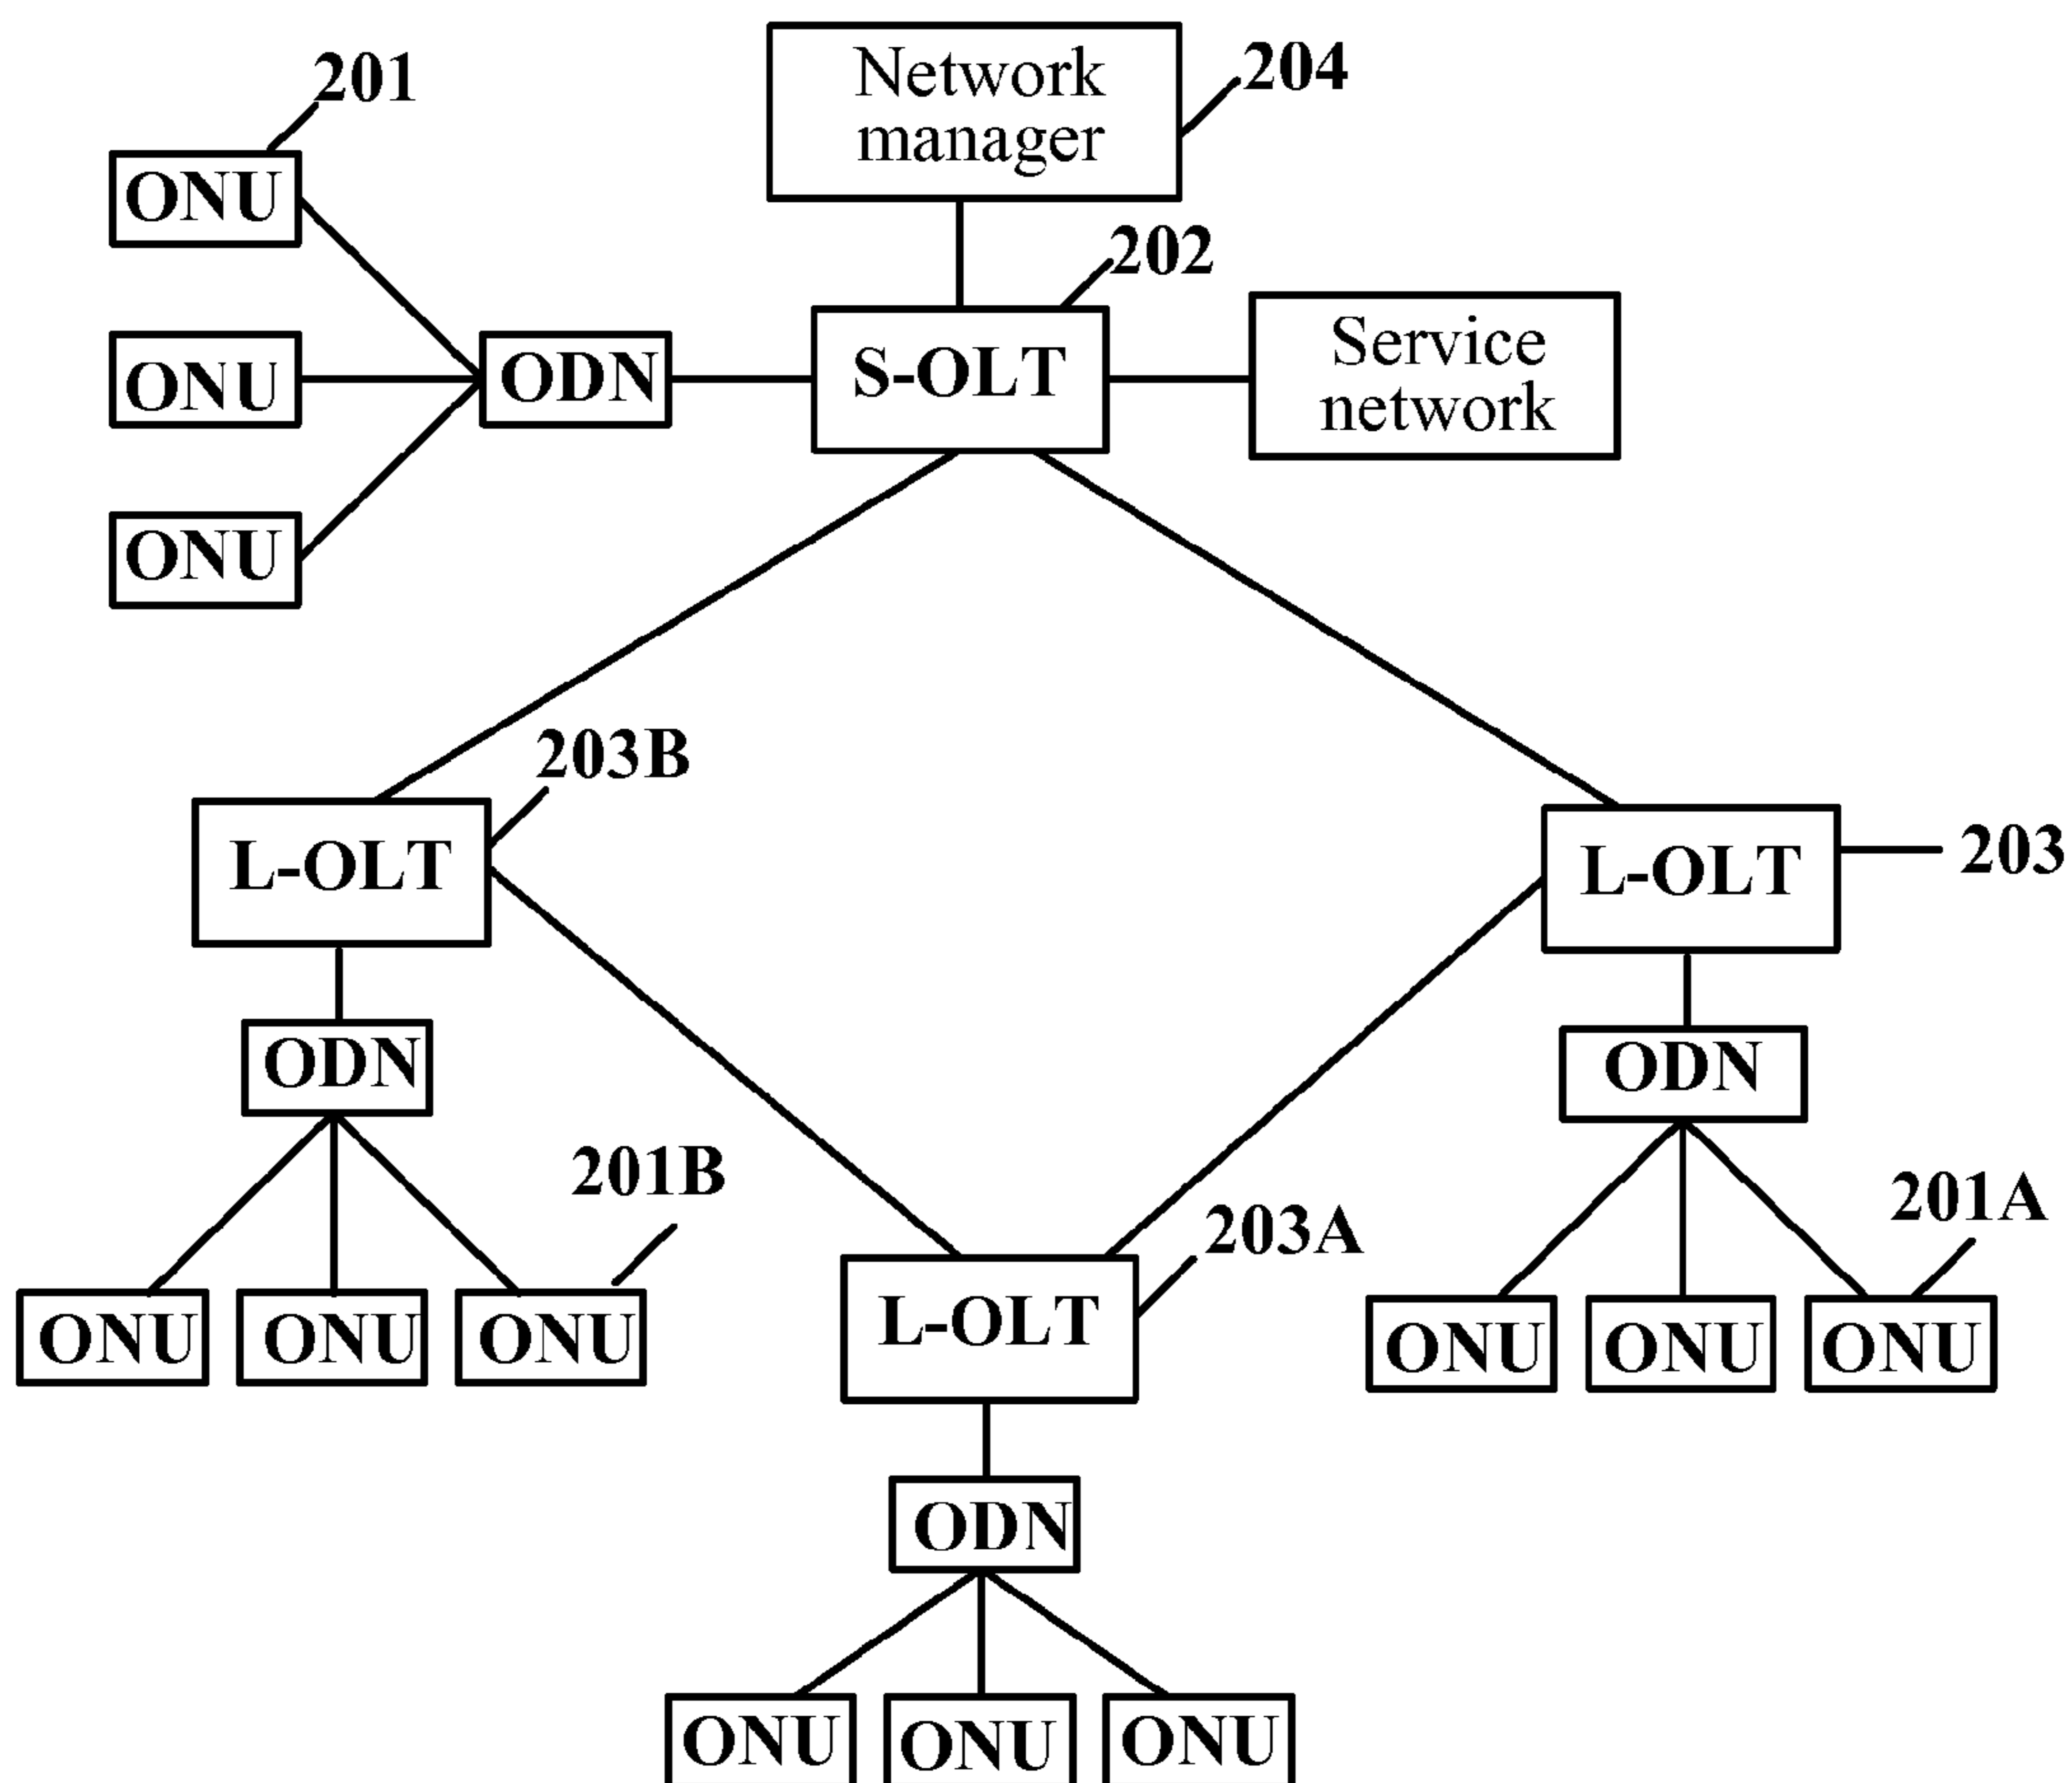 201
Network
manager
204
ONU
202
ONU
ODN
S-OLT
Service
network
ONU
203B
L-OLT
L-OLT
203
ODN
ODN
201B
201A
203A
ONU
ONU
ONU
L-OLT
ONU
ONU
ONU
ODN
ONU
ONU
ONU